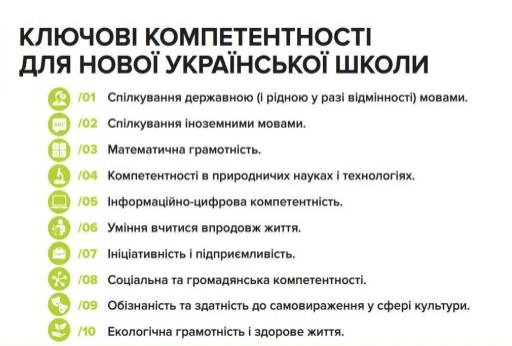 КЛЮЧОВІ КОМПЕТЕНТНОСТІ
ДЛЯ НОВОЇ УКРАЇНСЬКОЇ ШКОЛИ
/01 Спілкування державною (і рідною у разі відмінності) мовами.
ABC /02 Спілкування іноземними мовами.
/03 Математична грамотність.
/04 Компетентності в природничих науках і технологіях.
/05 Інформаційно-цифрова компетентність.
/06 Уміння вчитися впродовж життя.
/07 Ініціативність і підприємливість.
/08 Соціальна та громадянська компетентності.
/09 Обізнаність та здатність до самовираження у сфері культури.
/10 Екологічна грамотність і здорове життя.